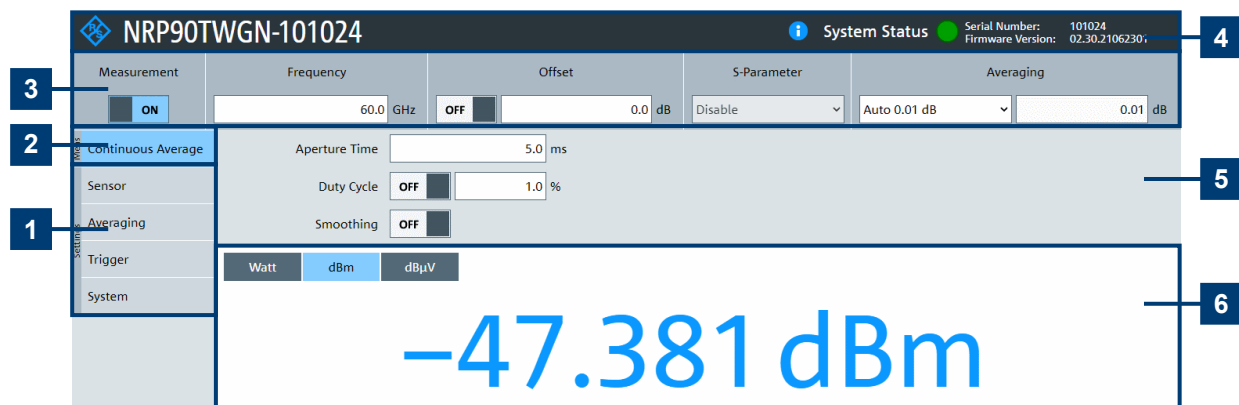 R&S NRP90TWGN-101024
i System Status Serial Number: 101024
Firmware Version: 02.30.21062301
4
Measurement Frequency Offset S-Parameter Averaging
3
ON 60.0 GHz OFF 0.0 dB Disable Auto 0.01 dB 0.01 dB
2
Meas
Continuous Average
Aperture Time 5.0 ms
Sensor
Duty Cycle OFF 1.0 %
5
1
Settings
Averaging
Smoothing OFF
Trigger
Watt dBm dBµV
System
6
−47.381 dBm